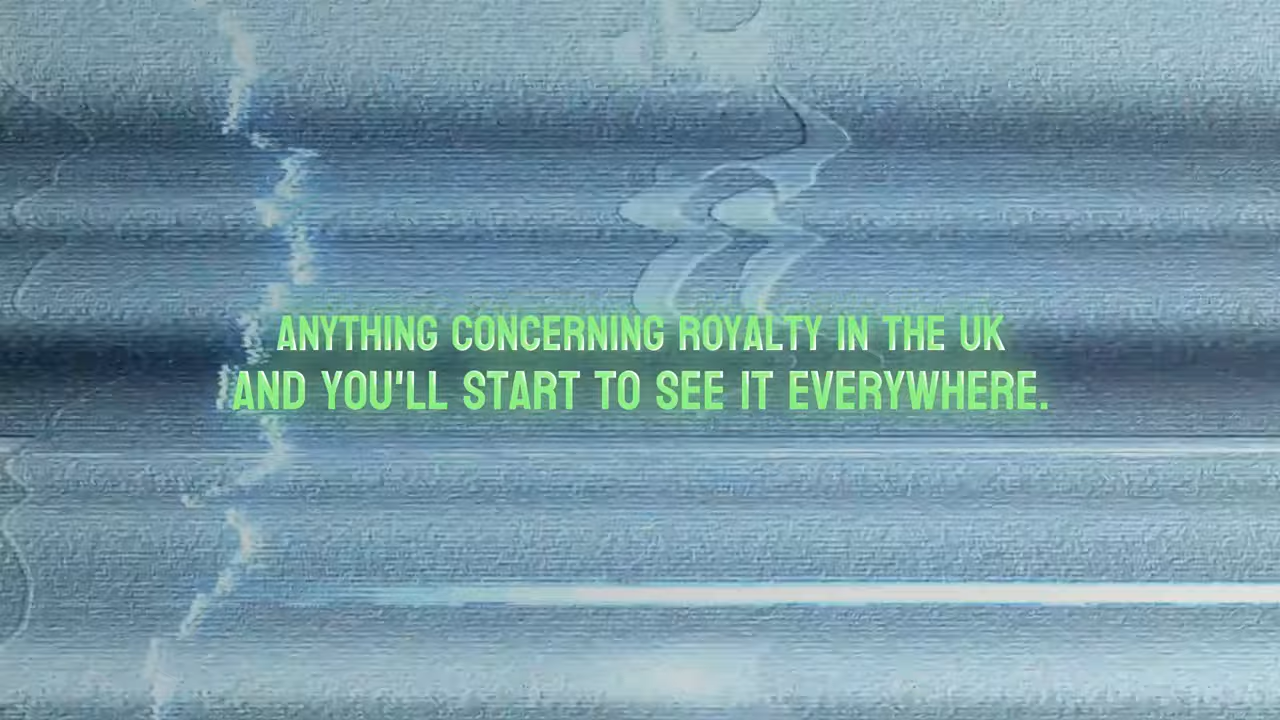 ANYTHING CONCERNING ROYALTY IN THE UK
AND YOU'LL START TO SEE IT EVERYWHERE.